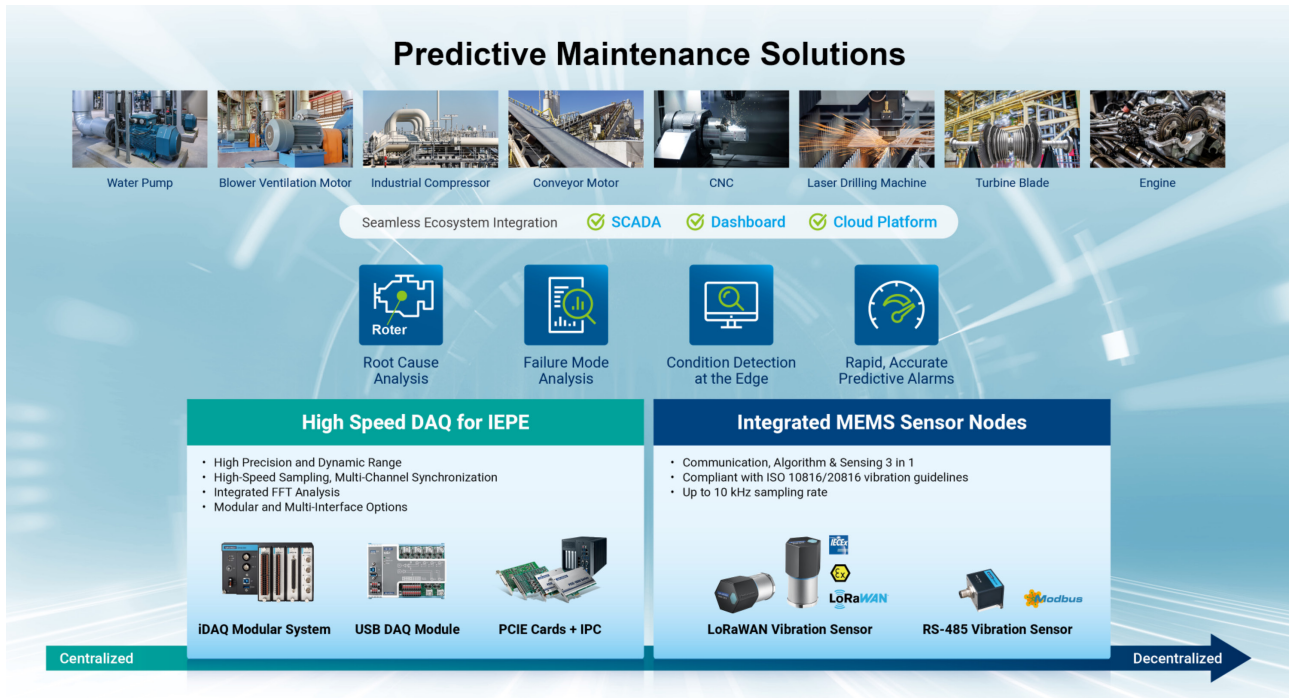 Predictive Maintenance Solutions
Water Pump
Blower Ventilation Motor
Industrial Compressor
Conveyor Motor
CNC
Laser Drilling Machine
Turbine Blade
Engine
Seamless Ecosystem Integration
SCADA
Dashboard
Cloud Platform
Roter
Root Cause
Analysis
Failure Mode
Analysis
Condition Detection
at the Edge
Rapid, Accurate
Predictive Alarms
High Speed DAQ for IEPE
• High Precision and Dynamic Range
• High-Speed Sampling, Multi-Channel Synchronization
• Integrated FFT Analysis
• Modular and Multi-Interface Options
iDAQ Modular System
USB DAQ Module
PCIE Cards + IPC
Integrated MEMS Sensor Nodes
• Communication, Algorithm & Sensing 3 in 1
• Compliant with ISO 10816/20816 vibration guidelines
• Up to 10 kHz sampling rate
IECEx
Ex
LoRaWAN
LoRaWAN Vibration Sensor
Modbus
RS-485 Vibration Sensor
Centralized
Decentralized